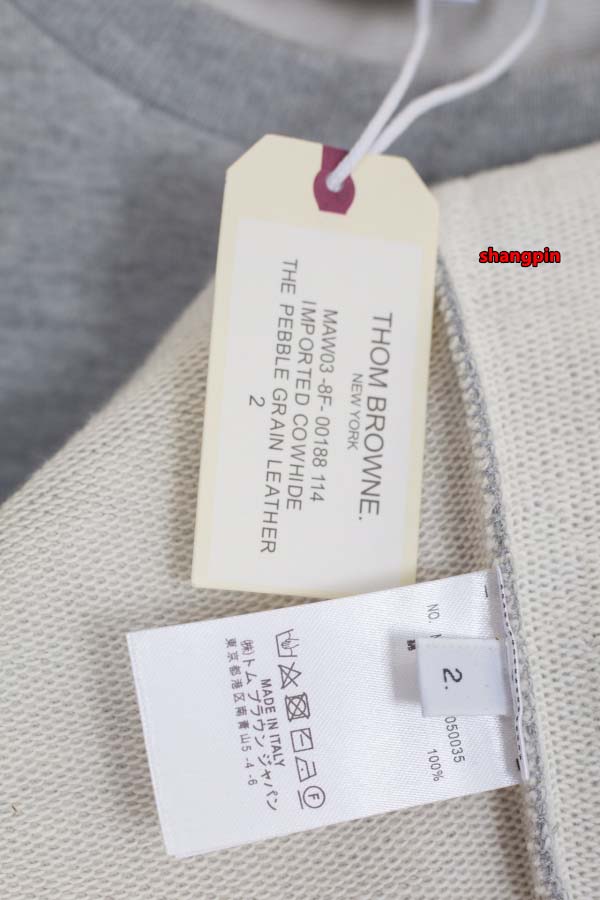 shangpin
THOM BROWNE.
NEW YORK
MAW03 -8F- 00188 114
IMPORTED COWHIDE
THE PEBBLE GRAIN LEATHER
2
NO.
2.
050035
100%
F
MADE IN ITALY
㈱トム ブラウン ジャパン
東京都港区南青山5-4-6